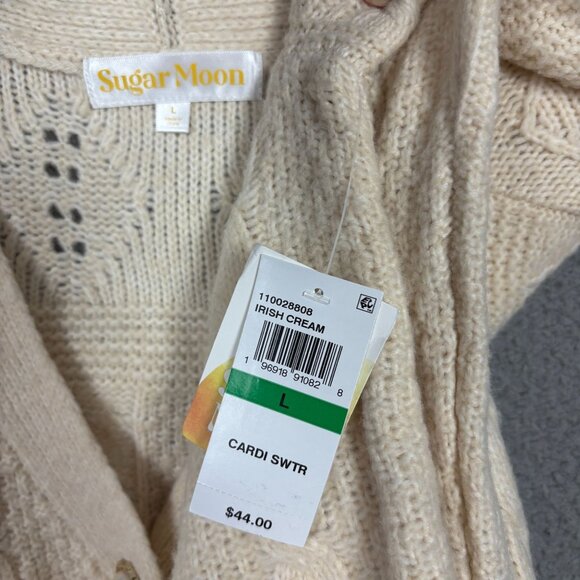 Sugar Moon
L
110028808
IRISH CREAM
1 96918 91082 8
L
CARDI SWTR
$44.00